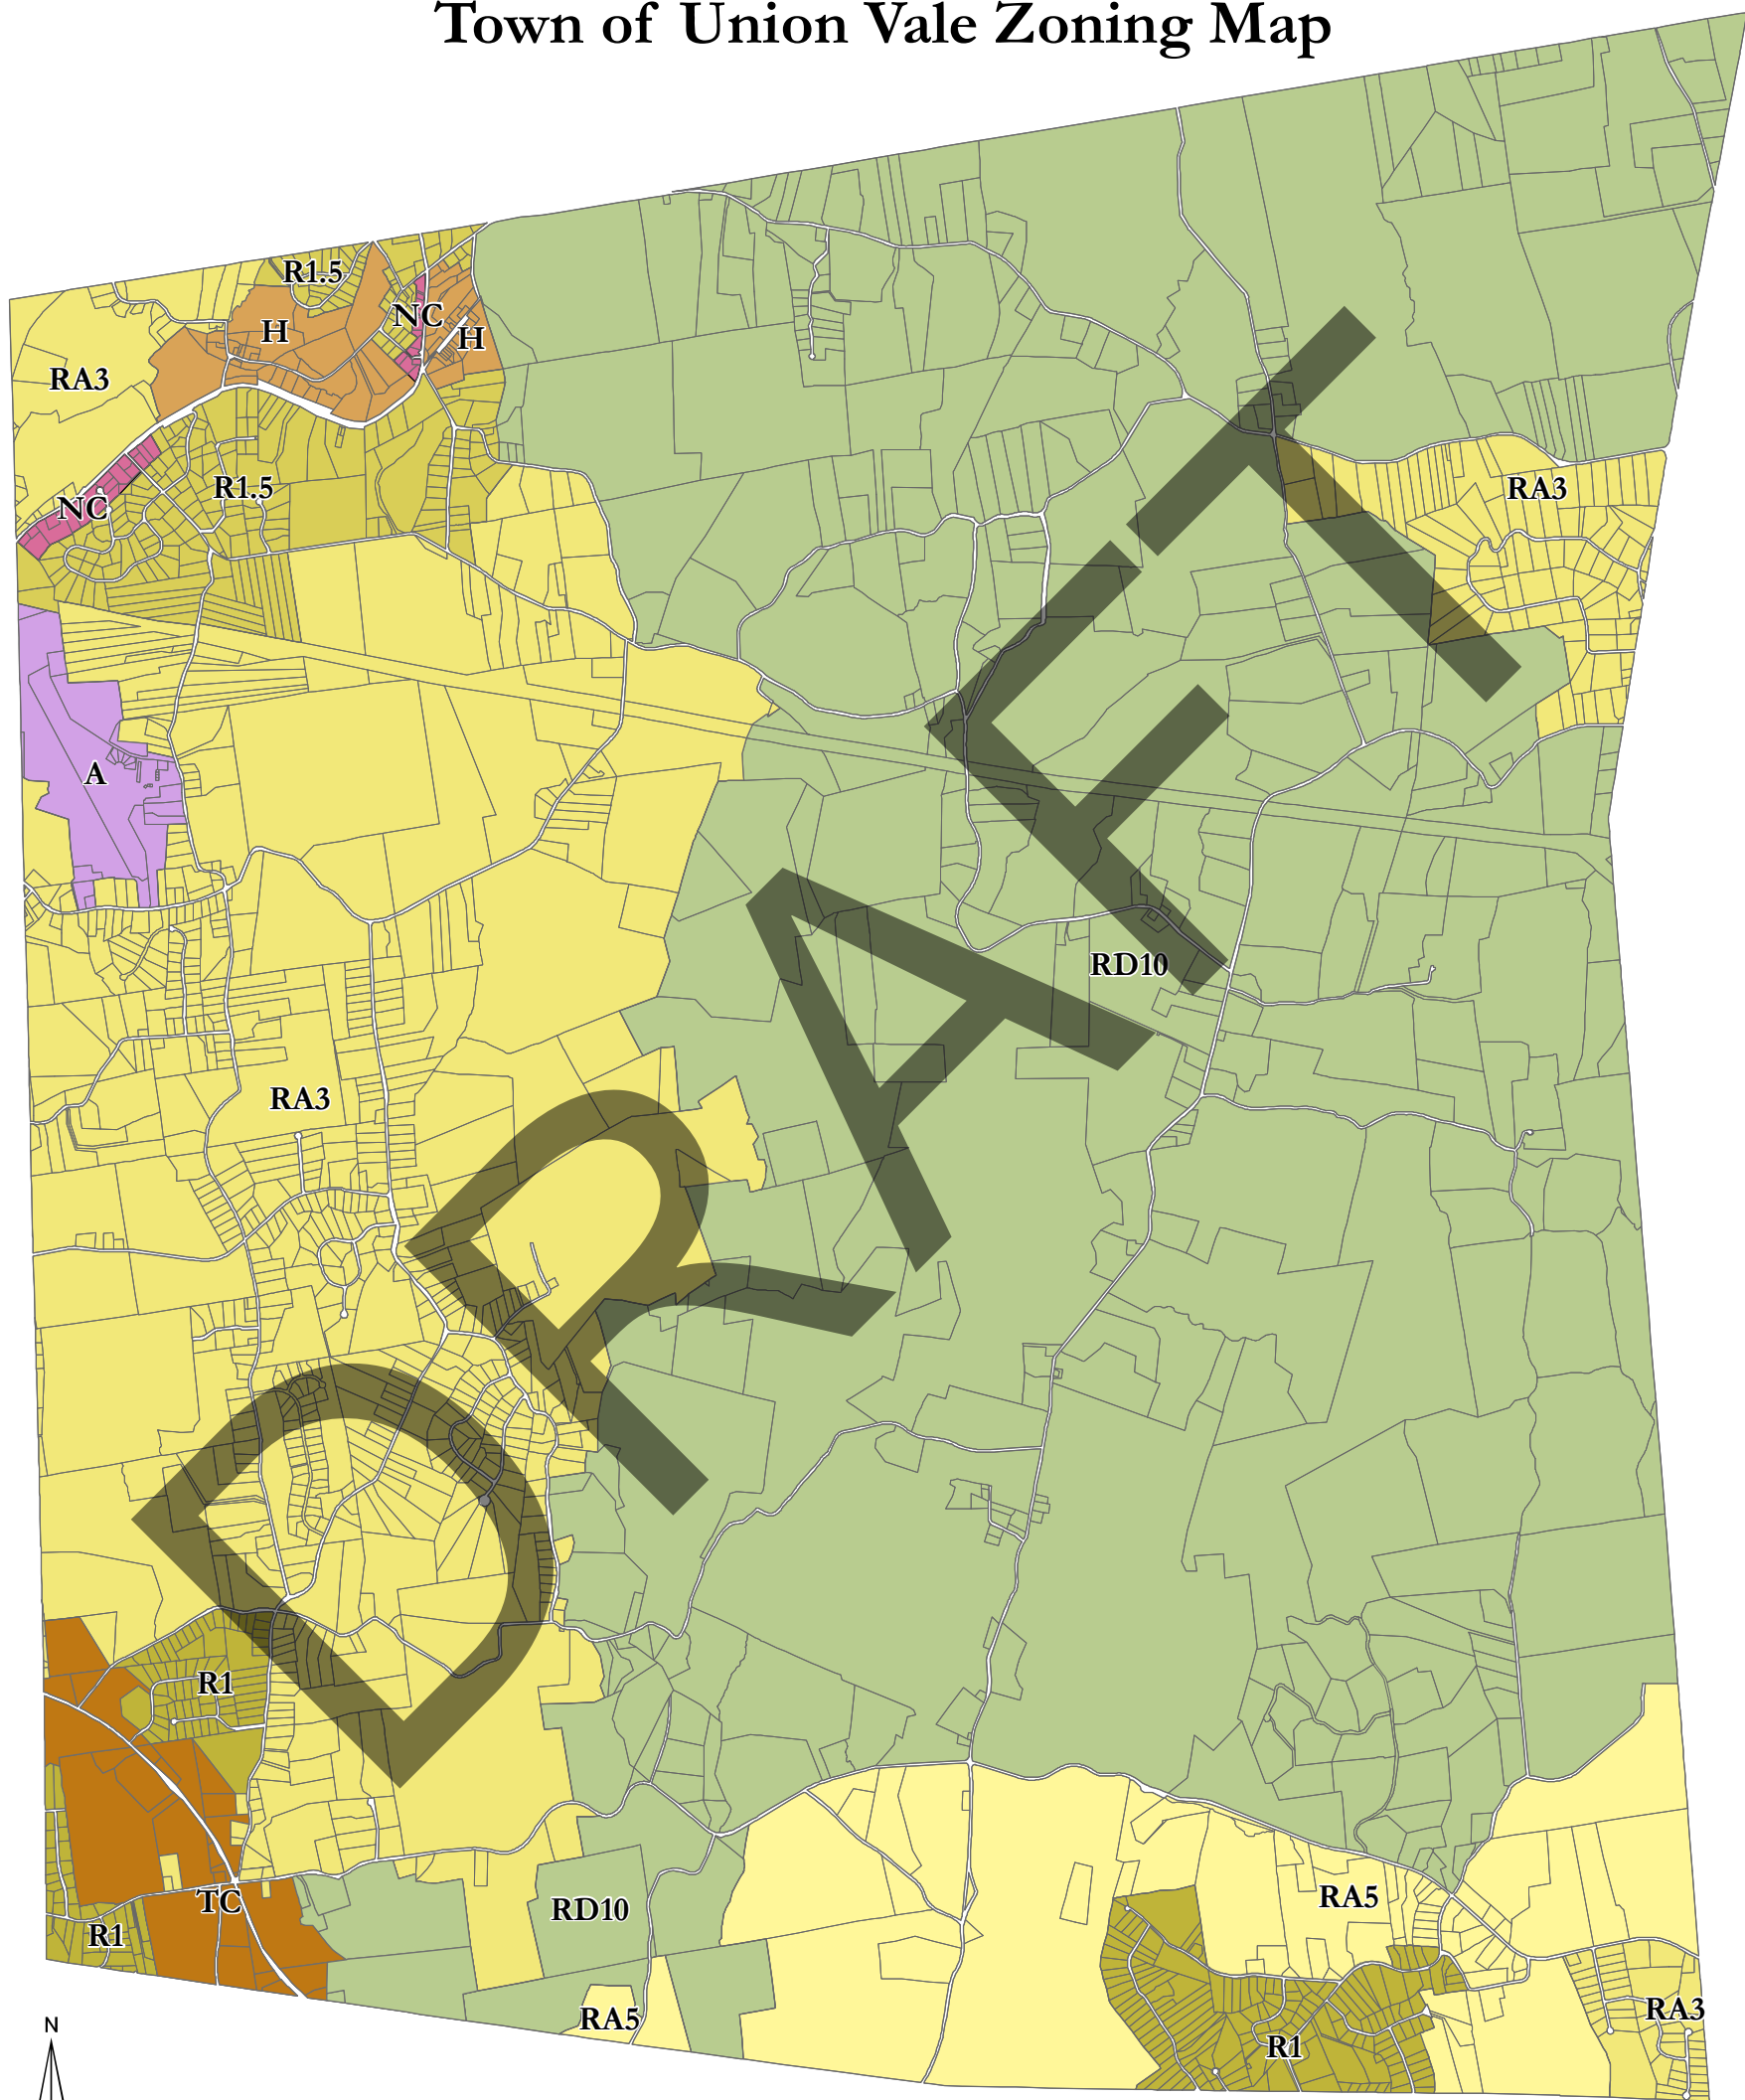 Town of Union Vale Zoning Map
R1.5
NC
H
H
RA3
R1.5
RA3
NC
A
RD10
RA3
DRAFT
R1
TC
R1
RD10
RA5
RA5
RA3
R1
N